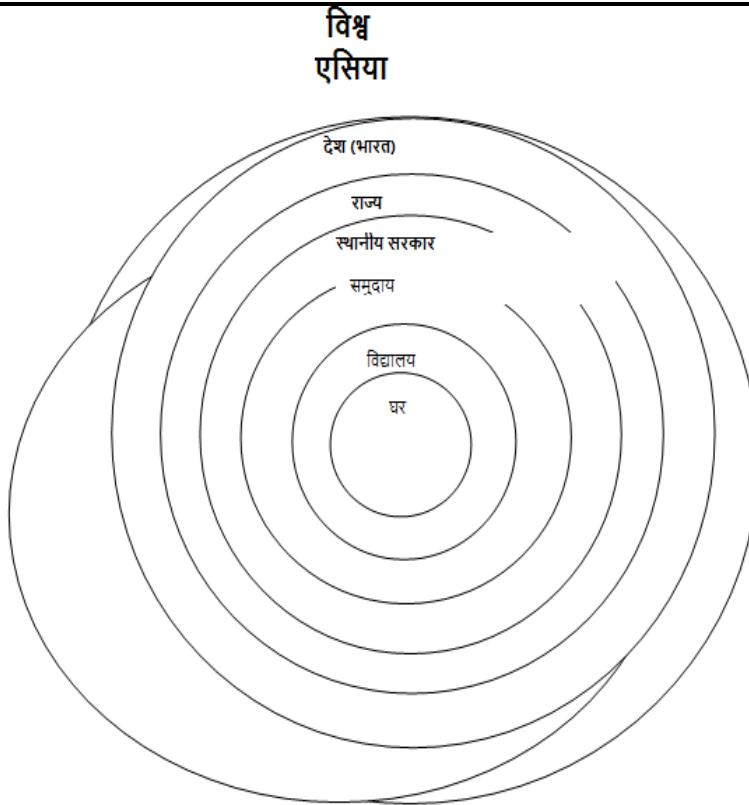 विश्व
एसिया
देश (भारत)
राज्य
स्थानीय सरकार
समुदाय
विद्यालय
घर